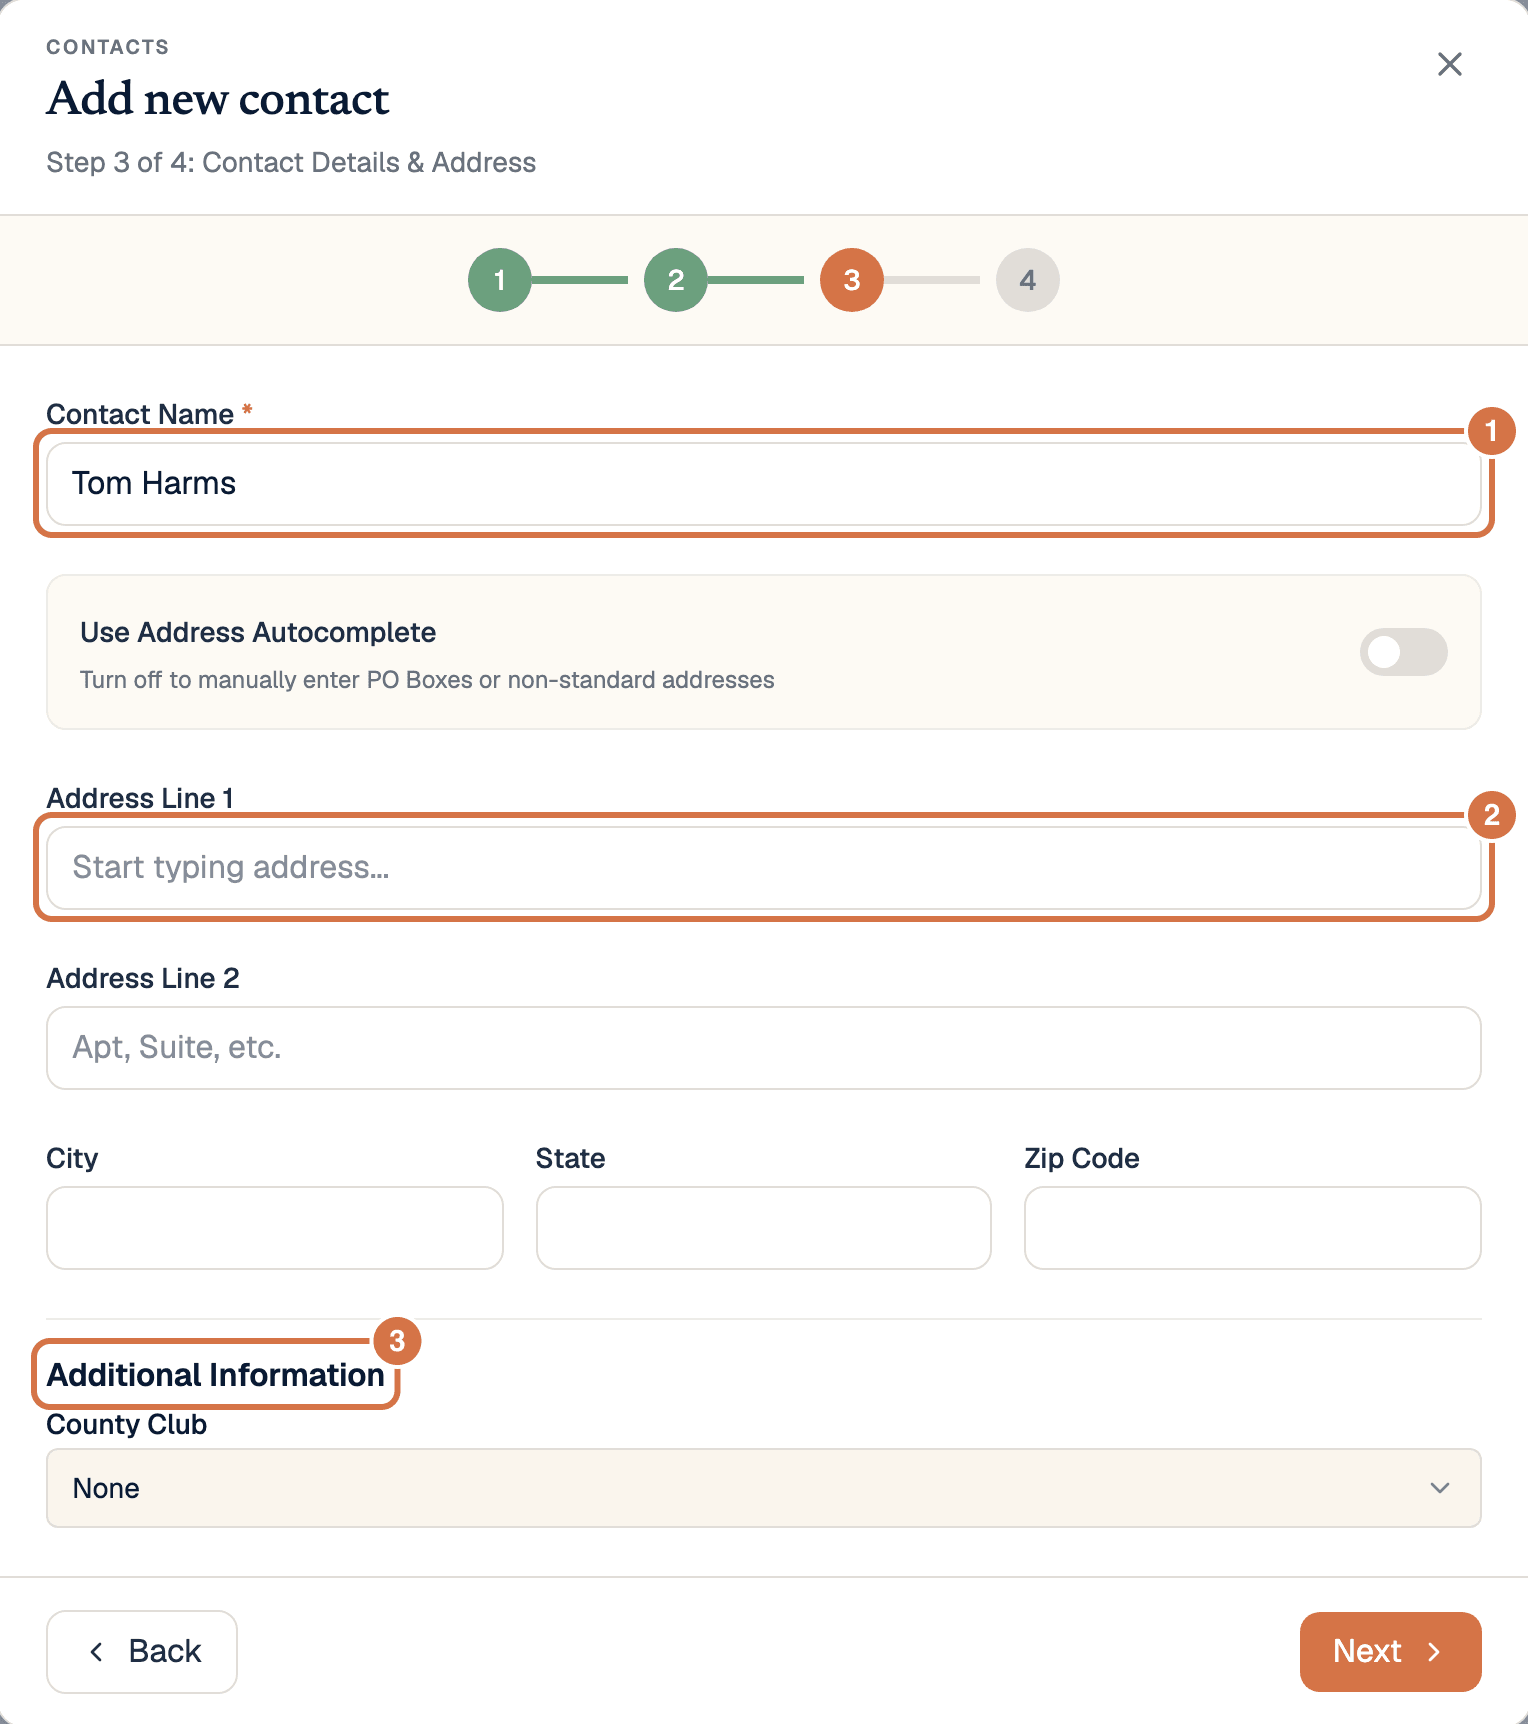 CONTACTS
Add new contact
Step 3 of 4: Contact Details & Address
1 2 3 4
Contact Name *
1
Tom Harms
Use Address Autocomplete
Turn off to manually enter PO Boxes or non-standard addresses
Address Line 1
2
Start typing address...
Address Line 2
Apt, Suite, etc.
City State Zip Code
3
Additional Information
County Club
None
Back Next